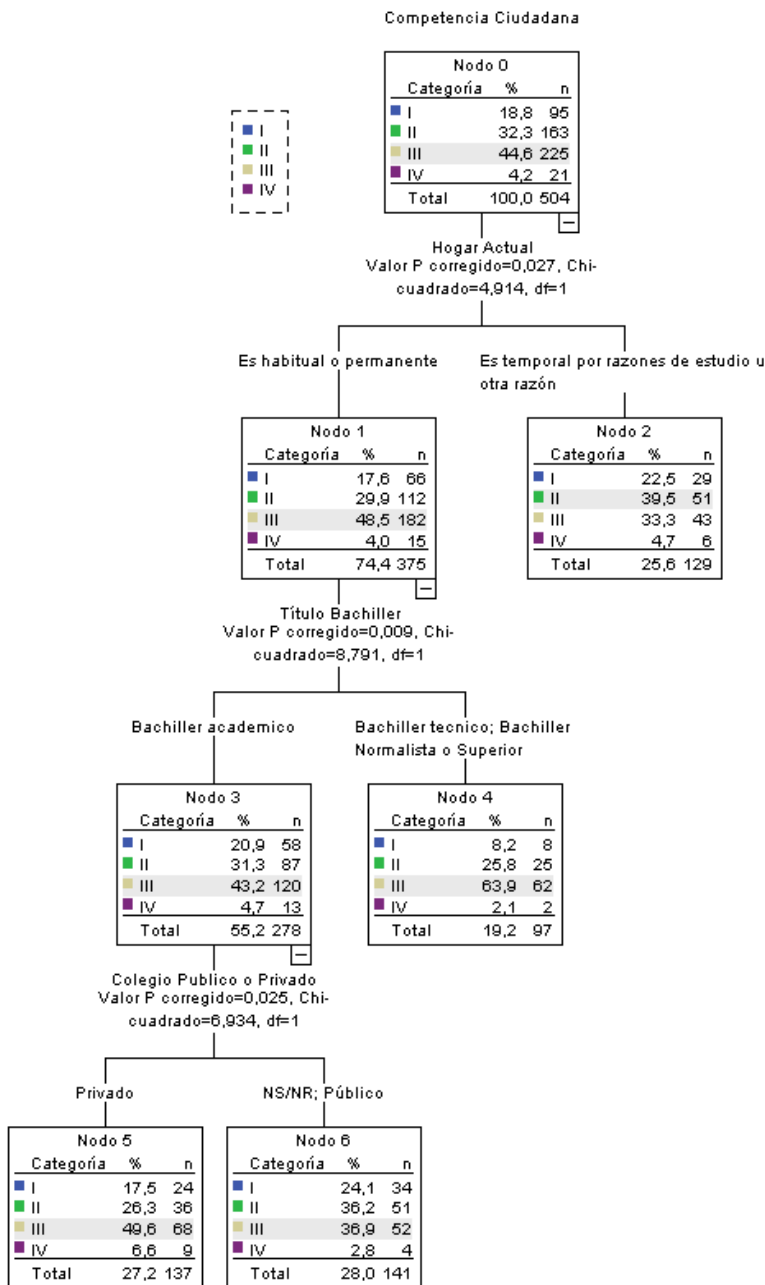 Competencia Ciudadana
I
II
III
IV
Nodo 0
Categoría % n
I 18,8 95
II 32,3 163
III 44,6 225
IV 4,2 21
Total 100,0 504
Hogar Actual
Valor P corregido=0,027, Chi-
cuadrado=4,914, df=1
Es habitual o permanente
Es temporal por razones de estudio u
otra razón
Nodo 1
Categoría % n
I 17,6 66
II 29,9 112
III 48,5 182
IV 4,0 15
Total 74,4 375
Nodo 2
Categoría % n
I 22,5 29
II 39,5 51
III 33,3 43
IV 4,7 6
Total 25,6 129
Título Bachiller
Valor P corregido=0,009, Chi-
cuadrado=8,791, df=1
Bachiller academico
Bachiller tecnico; Bachiller
Normalista o Superior
Nodo 3
Categoría % n
I 20,9 58
II 31,3 87
III 43,2 120
IV 4,7 13
Total 55,2 278
Nodo 4
Categoría % n
I 8,2 8
II 25,8 25
III 63,9 62
IV 2,1 2
Total 19,2 97
Colegio Publico o Privado
Valor P corregido=0,025, Chi-
cuadrado=6,934, df=1
Privado
NS/NR; Público
Nodo 5
Categoría % n
I 17,5 24
II 26,3 36
III 49,6 68
IV 6,6 9
Total 27,2 137
Nodo 6
Categoría % n
I 24,1 34
II 36,2 51
III 36,9 52
IV 2,8 4
Total 28,0 141